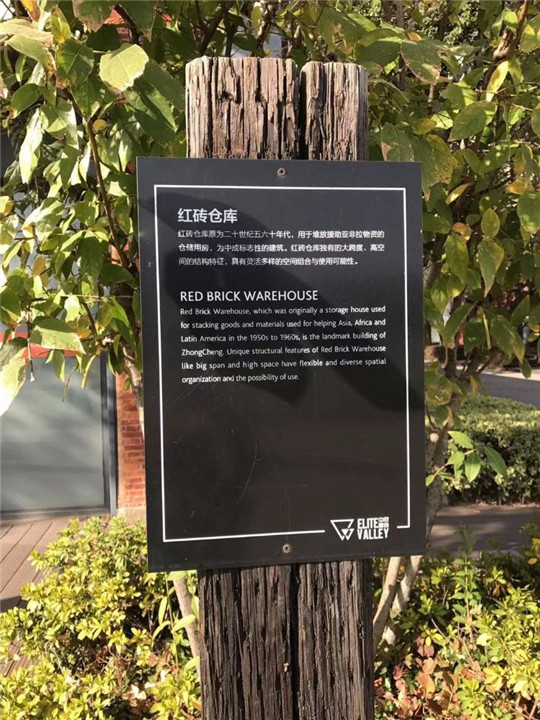 红砖仓库
红砖仓库原为二十世纪五六十年代，用于堆放援助亚非拉物资的
仓储用房，为中成标志性的建筑。红砖仓库独有的大跨度、高空
间的结构特征，具有灵活多样的空间组合与使用可能性。
RED BRICK WAREHOUSE
Red Brick Warehouse, which was originally a storage house used
for stacking goods and materials used for helping Asia, Africa and
Latin America in the 1950s to 1960s, is the landmark building of
ZhongCheng. Unique structural features of Red Brick Warehouse
like big span and high space have flexible and diverse spatial
organization and the possibility of use.
ELITE
VALLEY